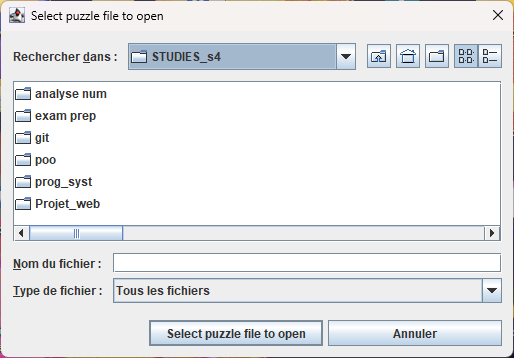 Select puzzle file to open
Rechercher dans :
STUDIES_s4
analyse num
exam prep
git
poo
prog_syst
Projet_web
Nom du fichier :
Type de fichier :
Tous les fichiers
Select puzzle file to open
Annuler